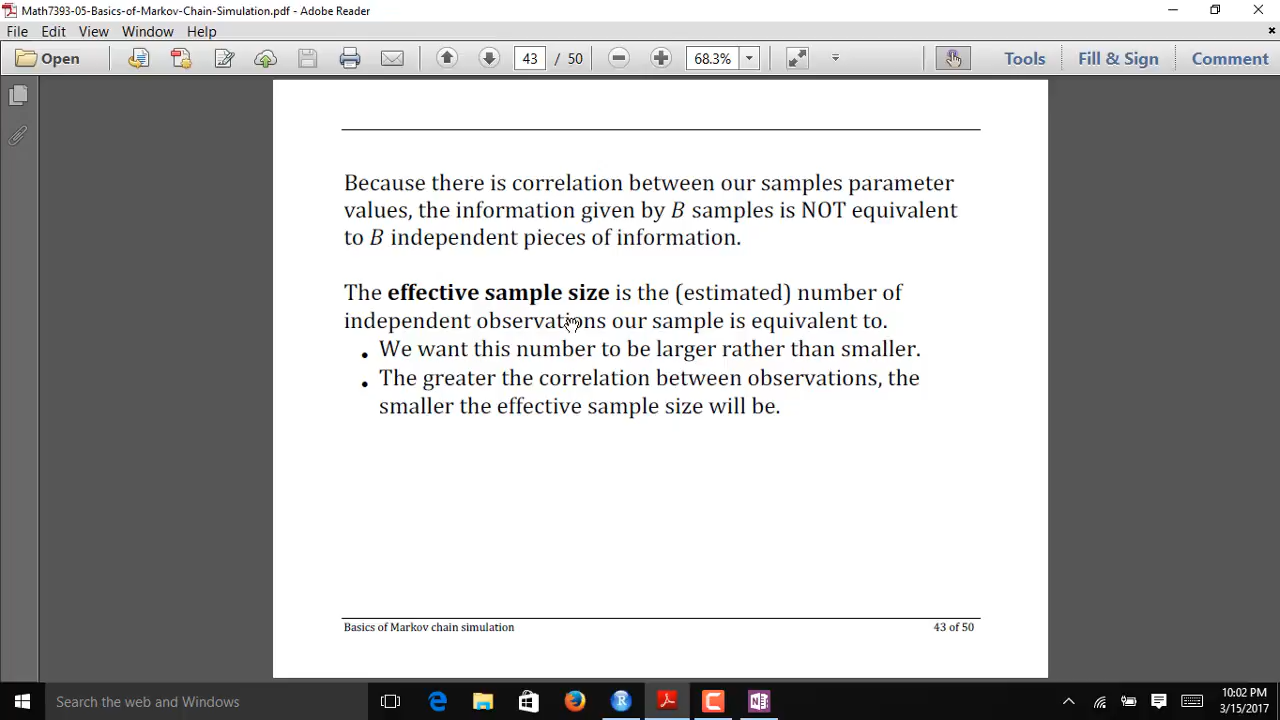 Math7393-05-Basics-of-Markov-Chain-Simulation.pdf - Adobe Reader
File Edit View Window Help
Open 43 / 50 68.3% Tools Fill & Sign Comment
Because there is correlation between our samples parameter
values, the information given by B samples is NOT equivalent
to B independent pieces of information.
The effective sample size is the (estimated) number of
independent observations our sample is equivalent to.
• We want this number to be larger rather than smaller.
• The greater the correlation between observations, the
smaller the effective sample size will be.
Basics of Markov chain simulation 43 of 50
Search the web and Windows
10:02 PM
3/15/2017